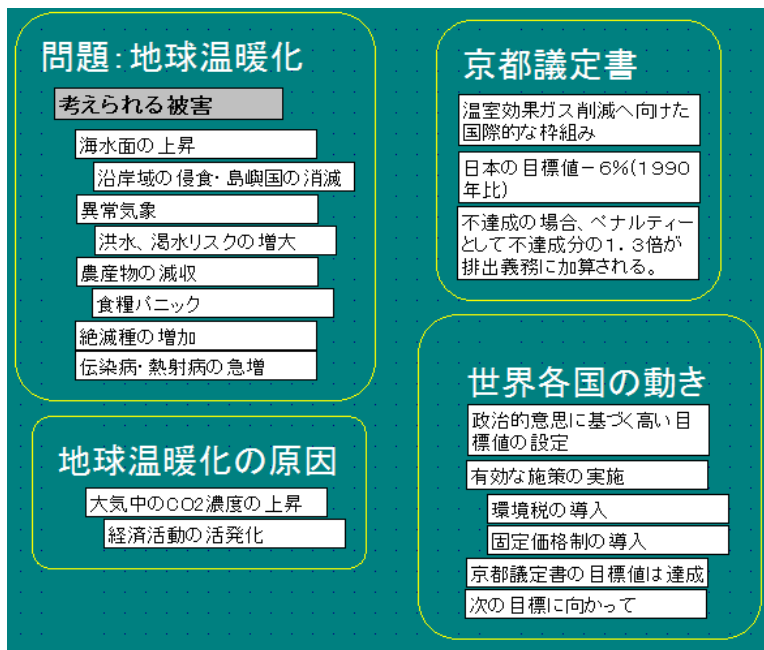 問題:地球温暖化
考えられる被害
海水面の上昇
沿岸域の侵食・島嶼国の消滅
異常気象
洪水、渇水リスクの増大
農産物の減収
食糧パニック
絶滅種の増加
伝染病・熱射病の急増
地球温暖化の原因
大気中のCO2濃度の上昇
経済活動の活発化
京都議定書
温室効果ガス削減へ向けた
国際的な枠組み
日本の目標値－6%(1990
年比)
不達成の場合、ペナルティー
として不達成分の1.3倍が
排出義務に加算される。
世界各国の動き
政治的意思に基づく高い目
標値の設定
有効な施策の実施
環境税の導入
固定価格制の導入
京都議定書の目標値は達成
次の目標に向かって